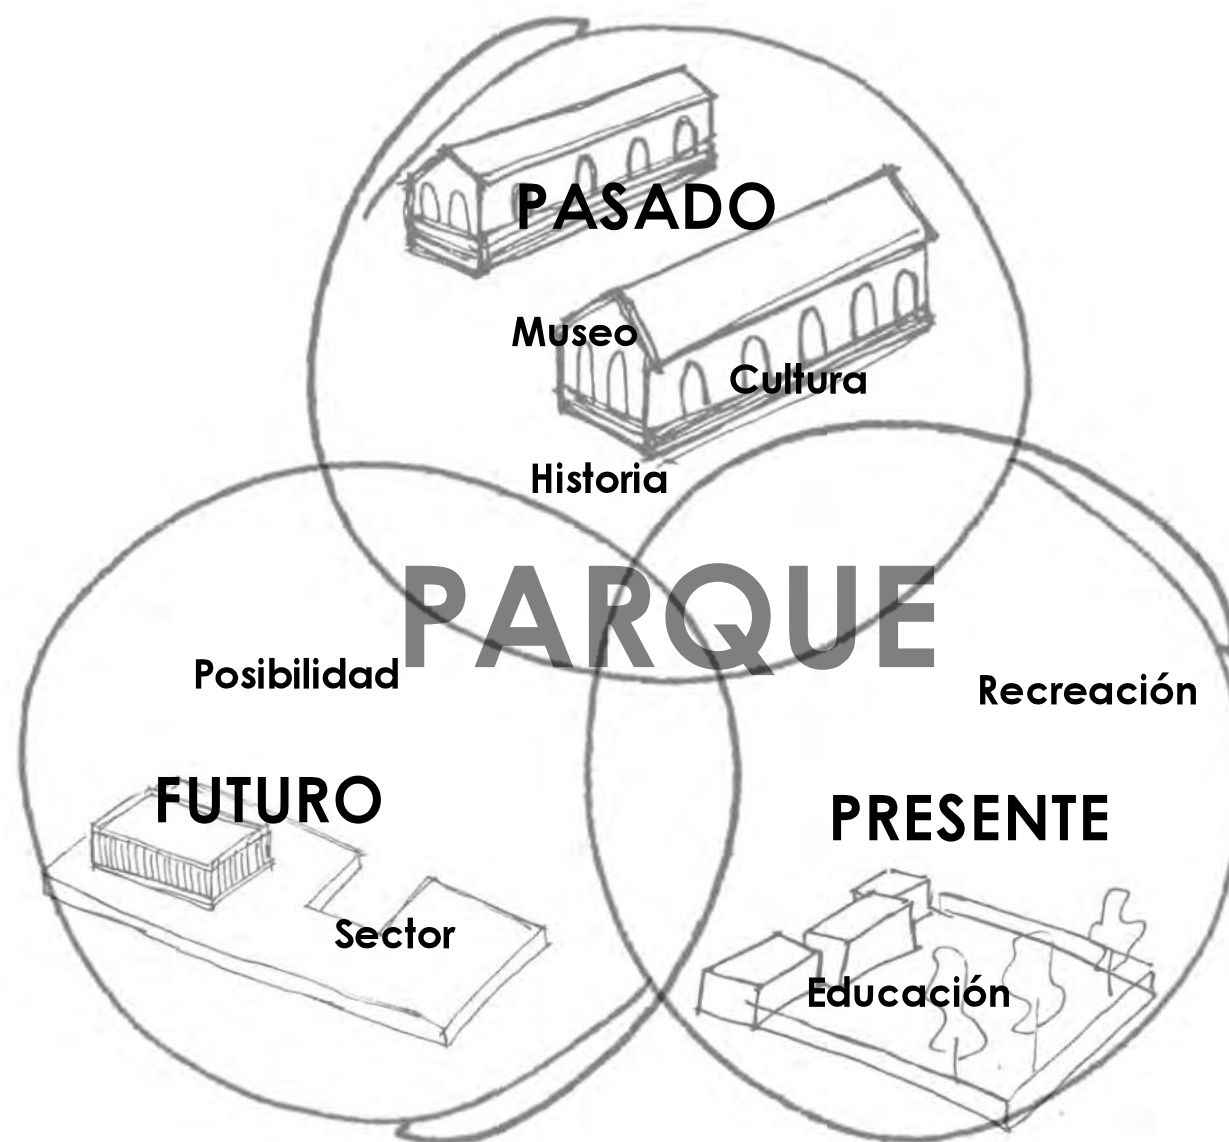 PASADO
Museo
Cultura
Historia
PARQUE
Posibilidad
Recreación
FUTURO
PRESENTE
Sector
Educación